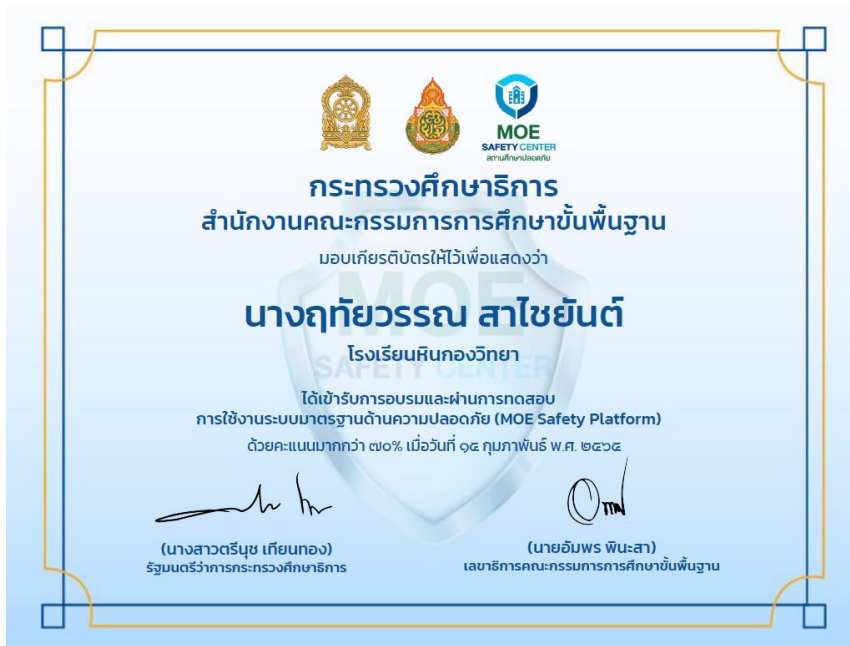 MOE
SAFETY CENTER
สถานศึกษาปลอดภัย
กระทรวงศึกษาธิการ
สำนักงานคณะกรรมการการศึกษาขั้นพื้นฐาน
มอบเกียรติบัตรให้ไว้เพื่อแสดงว่า
นางฤทัยวรรณ สาไชยันต์
โรงเรียนหินกองวิทยา
MOE
SAFETY CENTER
ได้เข้ารับการอบรมและผ่านการทดสอบ
การใช้งานระบบมาตรฐานด้านความปลอดภัย (MOE Safety Platform)
ด้วยคะแนนมากกว่า ๗๐% เมื่อวันที่ ๑๕ กุมภาพันธ์ พ.ศ. ๒๕๖๕
(นางสาวตรีนุช เทียนทอง)
รัฐมนตรีว่าการกระทรวงศึกษาธิการ
(นายอัมพร พินะสา)
เลขาธิการคณะกรรมการการศึกษาขั้นพื้นฐาน